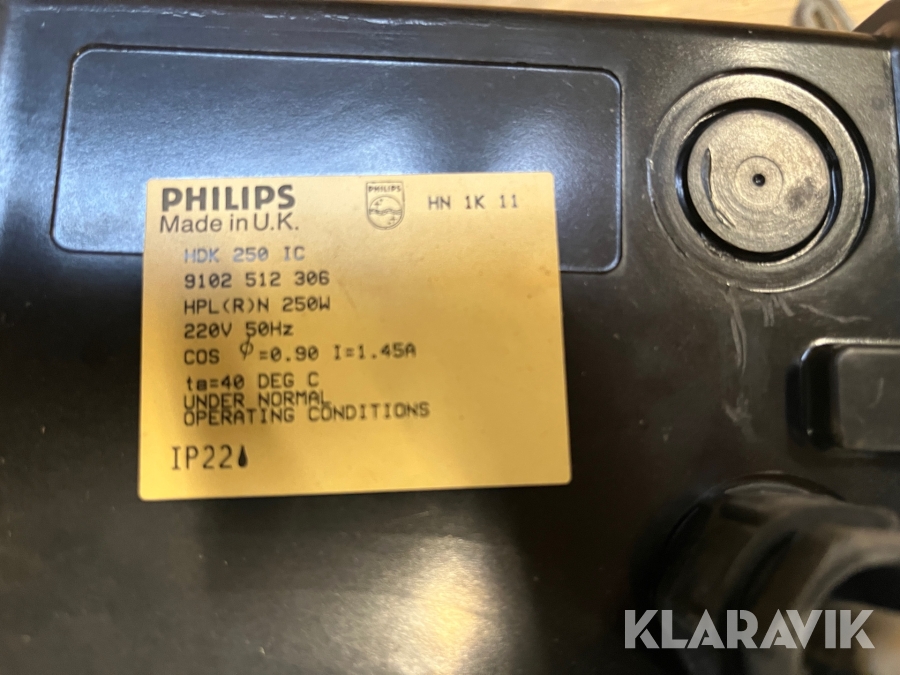 PHILIPS
Made in U.K.
PHILIPS
HN 1K 11
HDK 250 IC
9102 512 306
HPL(R)N 250W
220V 50Hz
COS φ=0.90 I=1.45A
ta=40 DEG C
UNDER NORMAL
OPERATING CONDITIONS
IP22💧
KLARAVIK